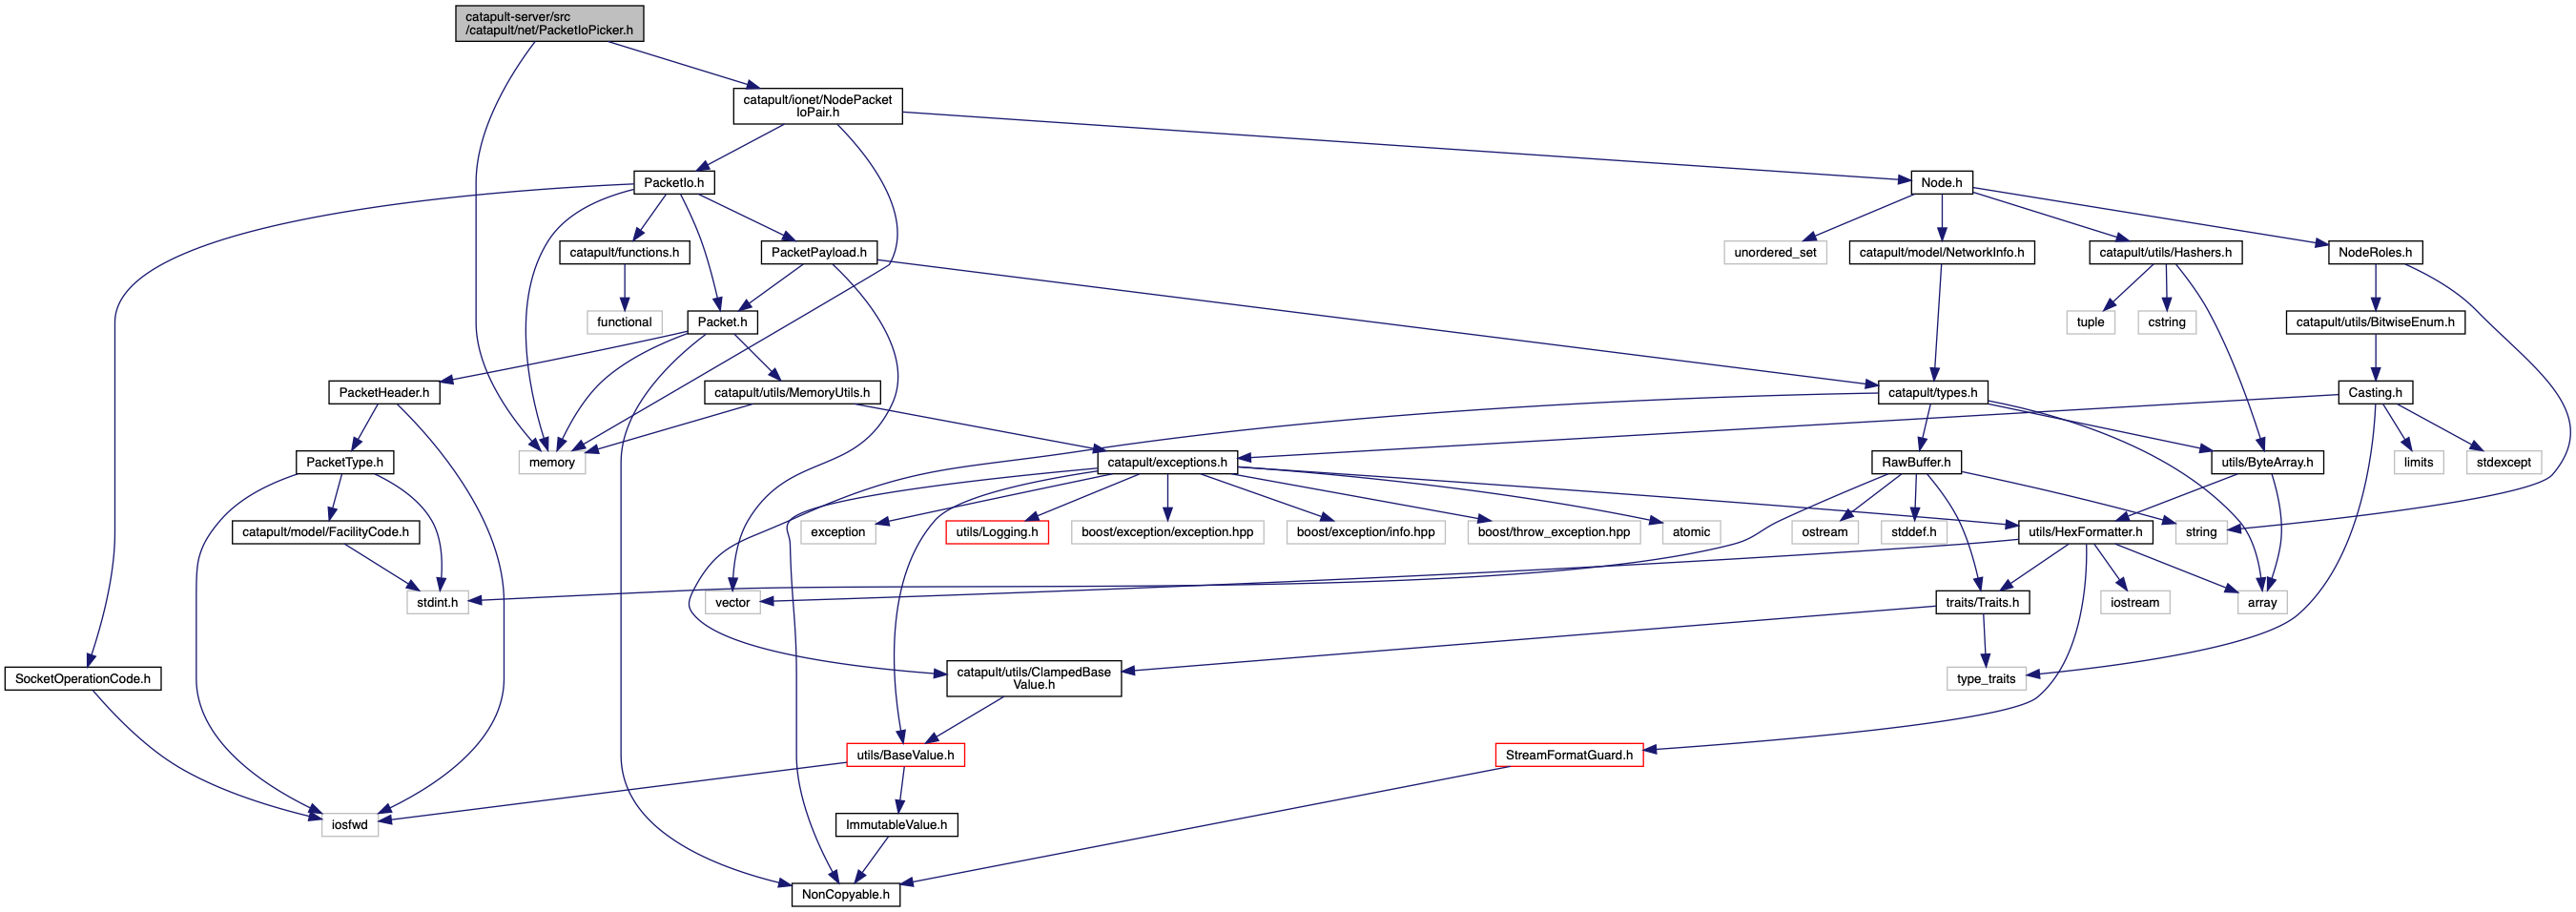 catapult-server/src
/catapult/net/PacketIoPicker.h
catapult/ionet/NodePacket
IoPair.h
PacketIo.h
Node.h
catapult/functions.h
PacketPayload.h
unordered_set
catapult/model/NetworkInfo.h
catapult/utils/Hashers.h
NodeRoles.h
functional
Packet.h
tuple
cstring
catapult/utils/BitwiseEnum.h
PacketHeader.h
catapult/utils/MemoryUtils.h
catapult/types.h
Casting.h
PacketType.h
memory
catapult/exceptions.h
RawBuffer.h
utils/ByteArray.h
limits
stdexcept
catapult/model/FacilityCode.h
exception
utils/Logging.h
boost/exception/exception.hpp
boost/exception/info.hpp
boost/throw_exception.hpp
atomic
ostream
stddef.h
utils/HexFormatter.h
string
stdint.h
vector
traits/Traits.h
iostream
array
SocketOperationCode.h
catapult/utils/ClampedBase
Value.h
type_traits
utils/BaseValue.h
StreamFormatGuard.h
iosfwd
ImmutableValue.h
NonCopyable.h